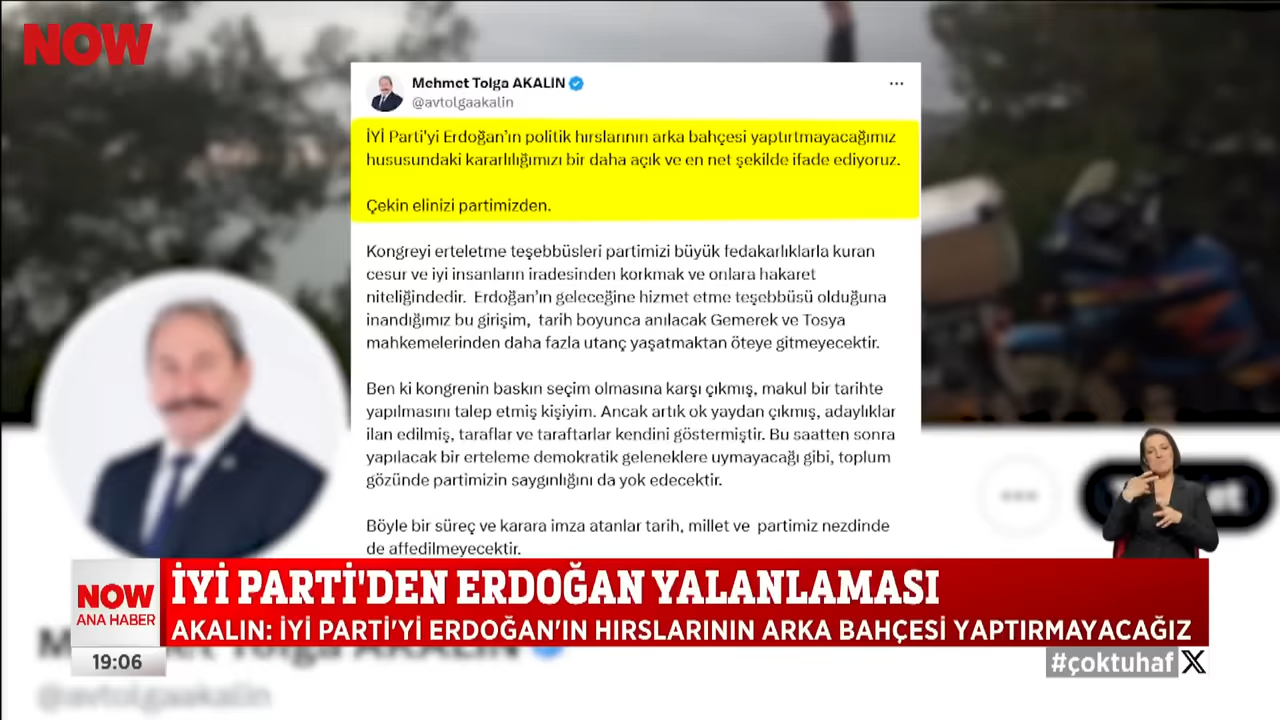 NOW
Mehmet Tolga AKALIN
@avtolgaakalin
İYİ Parti'yi Erdoğan'ın politik hırslarının arka bahçesi yaptırtmayacağımız
hususundaki kararlılığımızı bir daha açık ve en net şekilde ifade ediyoruz.
Çekin elinizi partimizden.
Kongreyi erteletme teşebbüsleri partimizi büyük fedakarlıklarla kuran
cesur ve iyi insanların iradesinden korkmak ve onlara hakaret
niteliğindedir. Erdoğan'ın geleceğine hizmet etme teşebbüsü olduğuna
inandığımız bu girişim, tarih boyunca anılacak Gemerek ve Tosya
mahkemelerinden daha fazla utanç yaşatmaktan öteye gitmeyecektir.
Ben ki kongrenin baskın seçim olmasına karşı çıkmış, makul bir tarihte
yapılmasını talep etmiş kişiyim. Ancak artık ok yaydan çıkmış, adaylıklar
ilan edilmiş, taraflar ve taraftarlar kendini göstermiştir. Bu saatten sonra
yapılacak bir erteleme demokratik geleneklere uymayacağı gibi, toplum
gözünde partimizin saygınlığını da yok edecektir.
Böyle bir süreç ve karara imza atanlar tarih, millet ve partimiz nezdinde
de affedilmeyecektir.
NOW
ANA HABER
İYİ PARTİ'DEN ERDOĞAN YALANLAMASI
AKALIN: İYİ PARTİ'Yİ ERDOĞAN'IN HIRSLARININ ARKA BAHÇESİ YAPTIRMAYACAĞIZ
19:06
#çoktuhaf X
@avtolgaakalin